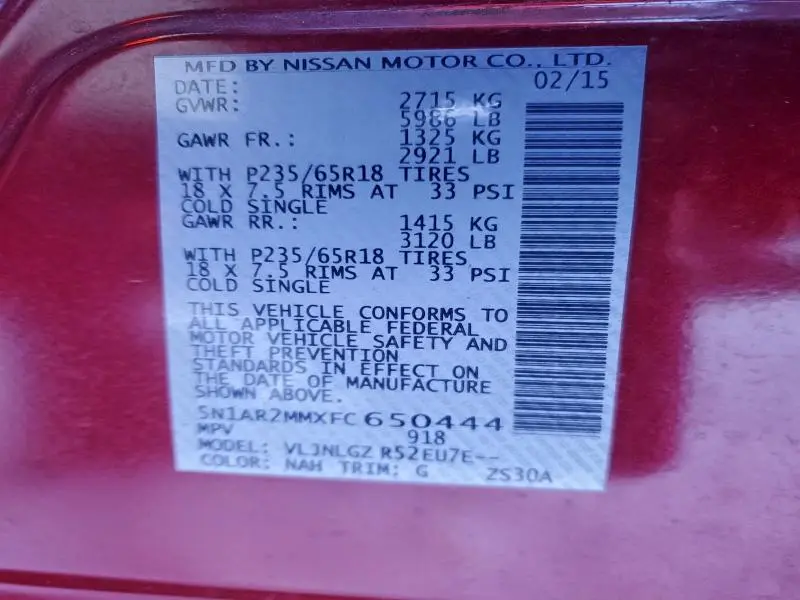 MFD BY NISSAN MOTOR CO., LTD.
DATE: 02/15
GVWR: 2715 KG
5986 LB
GAWR FR.: 1325 KG
2921 LB
WITH P235/65R18 TIRES
18 X 7.5 RIMS AT 33 PSI
COLD SINGLE
GAWR RR.: 1415 KG
3120 LB
WITH P235/65R18 TIRES
18 X 7.5 RIMS AT 33 PSI
COLD SINGLE
THIS VEHICLE CONFORMS TO
ALL APPLICABLE FEDERAL
MOTOR VEHICLE SAFETY AND
THEFT PREVENTION
STANDARDS IN EFFECT ON
THE DATE OF MANUFACTURE
SHOWN ABOVE.
5N1AR2MMXFC650444
MPV 918
MODEL: VLJNLGZ R52EU7E--
COLOR: NAH TRIM: G ZS30A